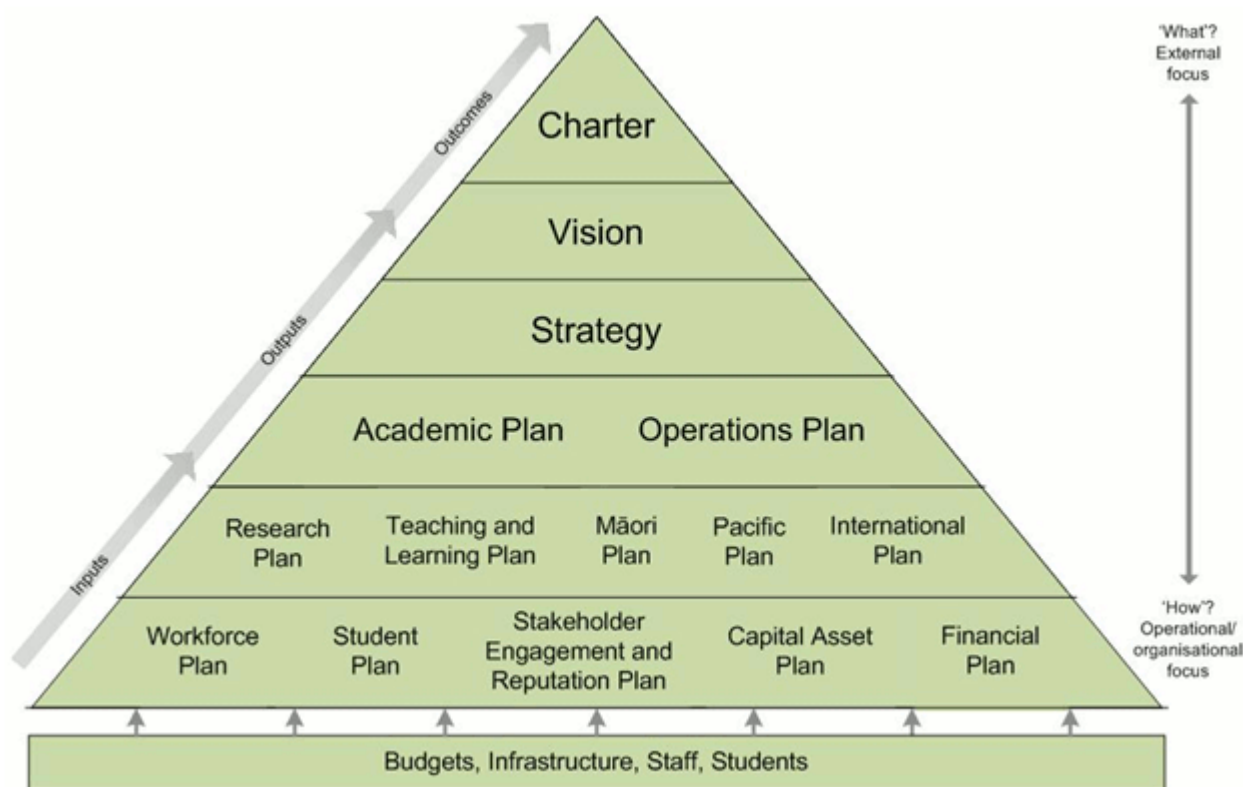 'What'?
External
focus
Outcomes
Charter
Vision
Outputs
Strategy
Academic Plan
Operations Plan
Inputs
Research
Plan
Teaching and
Learning Plan
Māori
Plan
Pacific
Plan
International
Plan
Workforce
Plan
Student
Plan
Stakeholder
Engagement and
Reputation Plan
Capital Asset
Plan
Financial
Plan
'How'?
Operational/
organisational
focus
Budgets, Infrastructure, Staff, Students